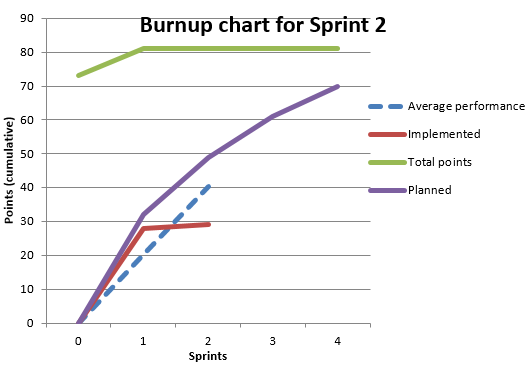 Burnup chart for Sprint 2
90
80
70
60
50
40
30
20
10
0
Points (cumulative)
0 1 2 3 4
Sprints
Average performance
Implemented
Total points
Planned